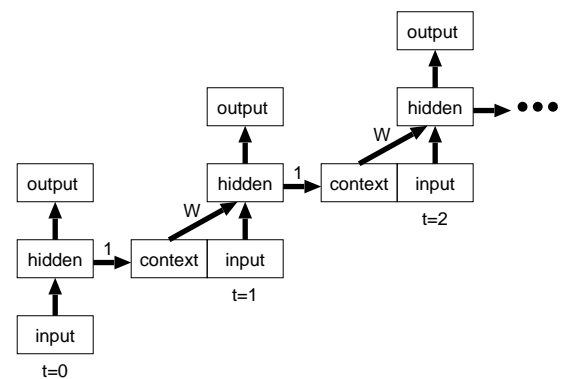 output
hidden
W
output
1
hidden
context
input
t=2
output
W
1
hidden
context
input
t=1
input
t=0